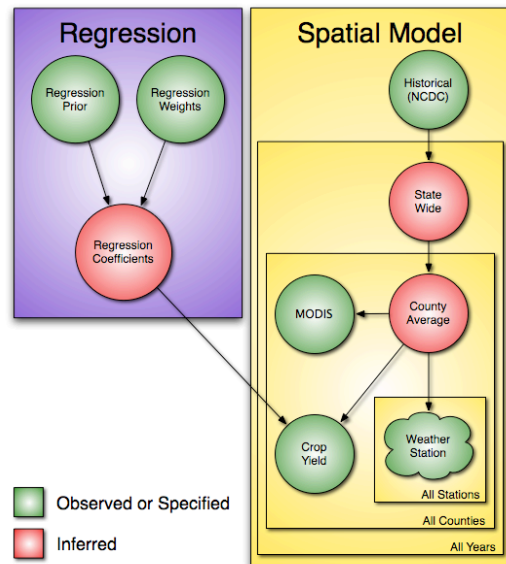 Regression
Spatial Model
Regression
Prior
Regression
Weights
Historical
(NCDC)
State
Wide
Regression
Coefficients
MODIS
County
Average
Crop
Yield
Weather
Station
All Stations
All Counties
All Years
Observed or Specified
Inferred